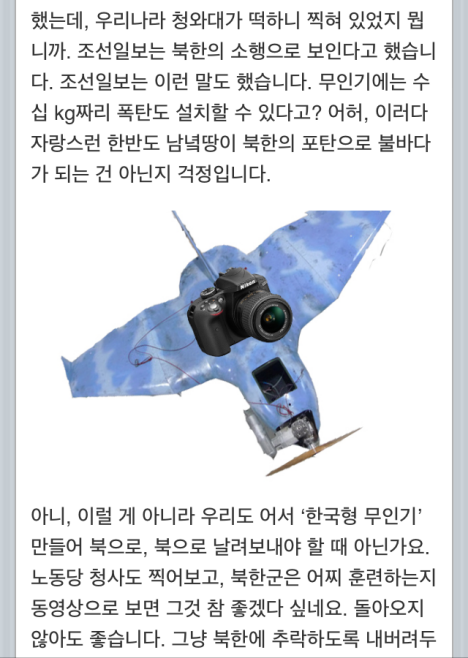 했는데, 우리나라 청와대가 떡하니 찍혀 있었지 뭡
니까. 조선일보는 북한의 소행으로 보인다고 했습니
다. 조선일보는 이런 말도 했습니다. 무인기에는 수
십 kg짜리 폭탄도 설치할 수 있다고? 어허, 이러다
자랑스런 한반도 남녘땅이 북한의 포탄으로 불바다
가 되는 건 아닌지 걱정입니다.
Nikon
아니, 이럴 게 아니라 우리도 어서 ‘한국형 무인기’
만들어 북으로, 북으로 날려보내야 할 때 아닌가요.
노동당 청사도 찍어보고, 북한군은 어찌 훈련하는지
동영상으로 보면 그것 참 좋겠다 싶네요. 돌아오지
않아도 좋습니다. 그냥 북한에 추락하도록 내버려두